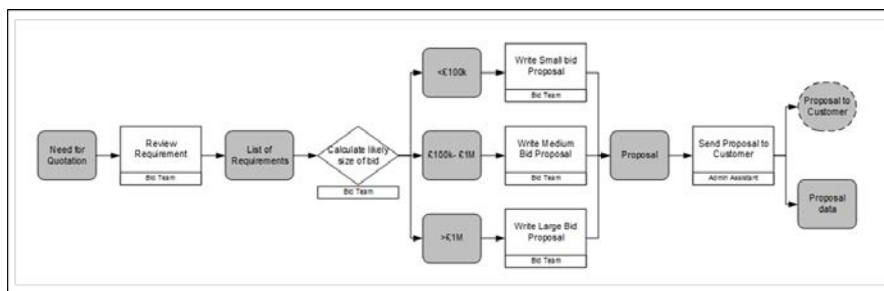 Need for
Quotation
Review
Requirement
Bid Team
List of
Requirements
Calculate likely
size of bid
Bid Team
<£100k
Write Small bid
Proposal
Bid Team
£100k- £1M
Write Medium
Bid Proposal
Bid Team
>£1M
Write Large Bid
Proposal
Bid Team
Proposal
Send Proposal to
Customer
Admin Assistant
Proposal to
Customer
Proposal
data